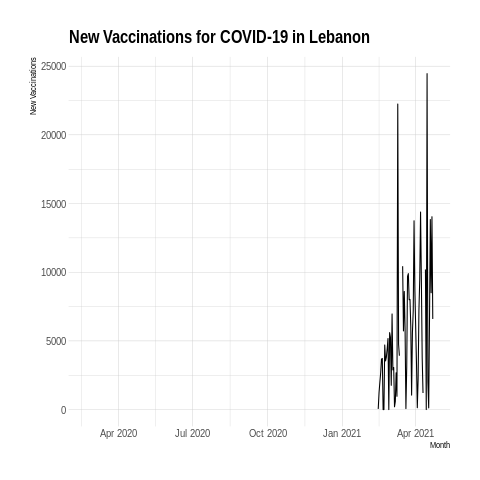 New Vaccinations for COVID-19 in Lebanon
New Vaccinations
25000
20000
15000
10000
5000
0
Apr 2020
Jul 2020
Oct 2020
Jan 2021
Apr 2021
Month